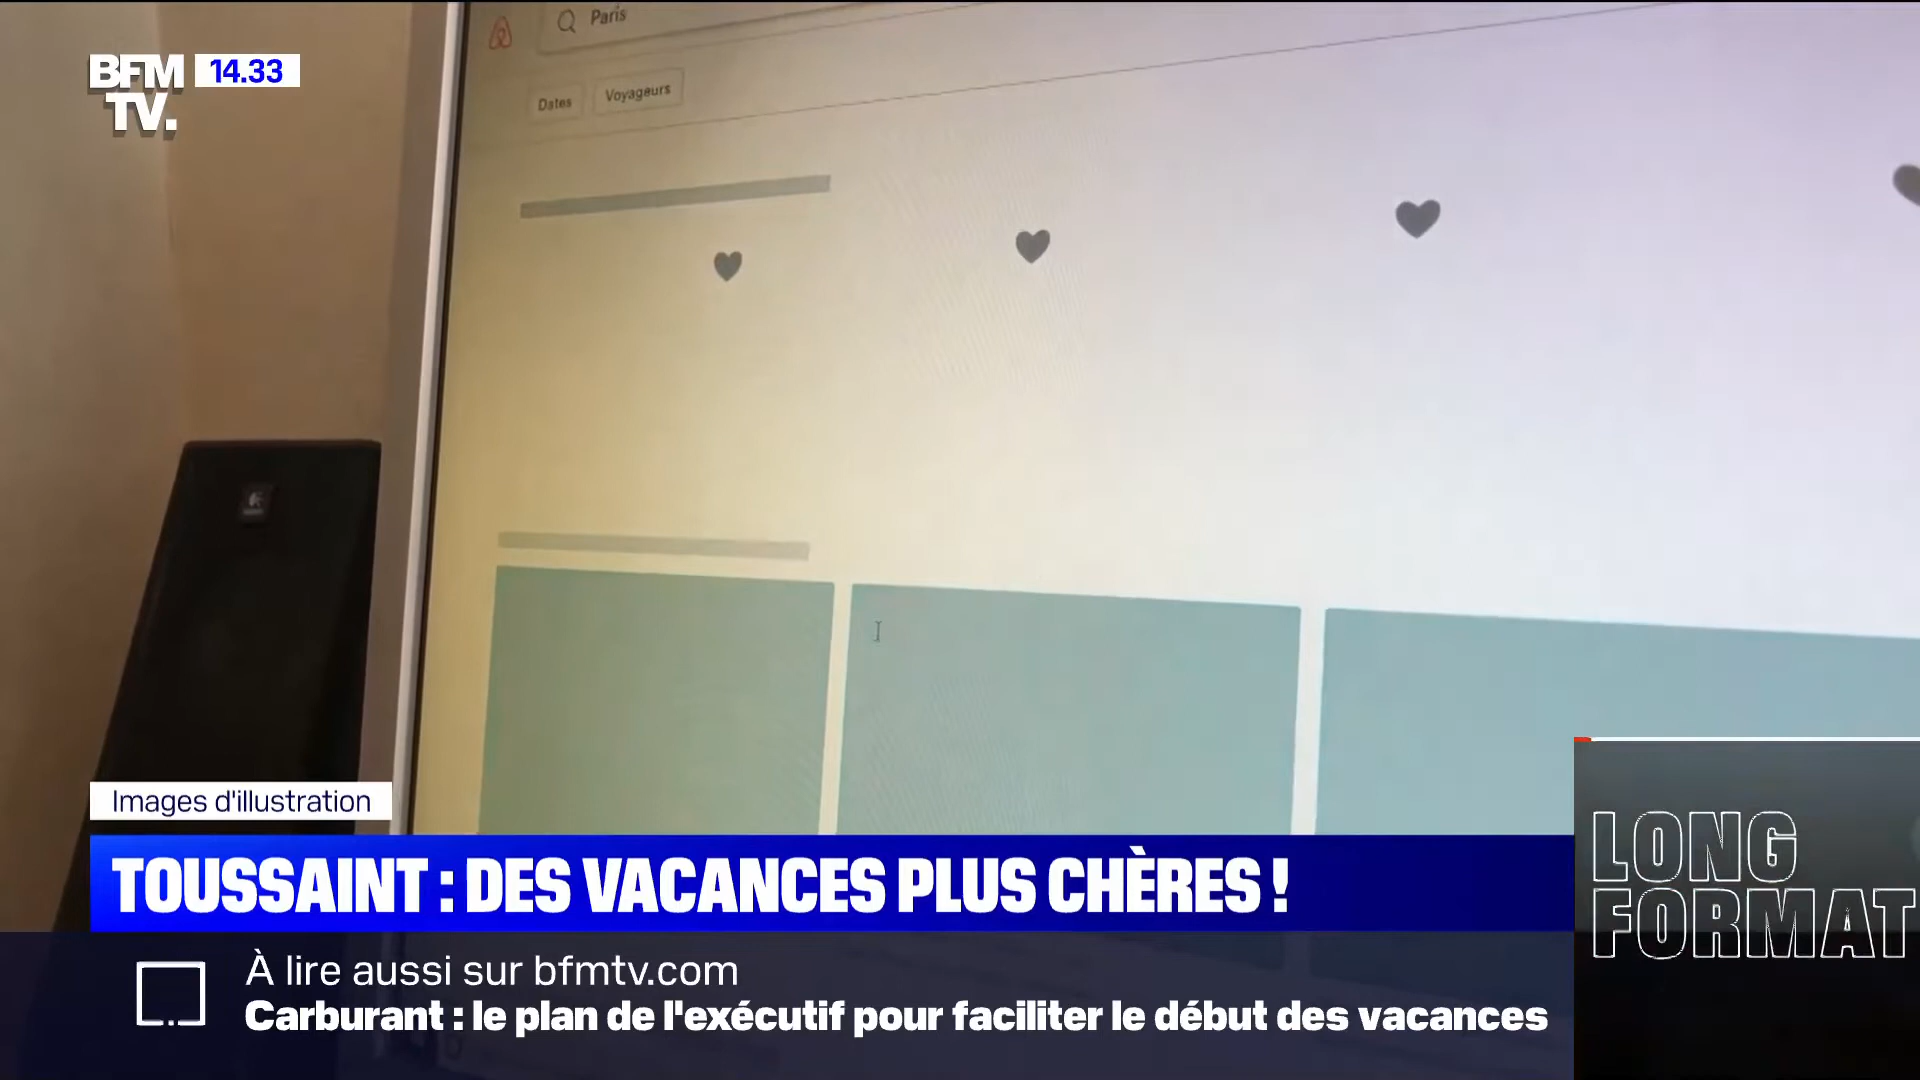 Paris
BFM
TV.
14.33
Dates
Voyageurs
Images d'illustration
TOUSSAINT : DES VACANCES PLUS CHÈRES !
À lire aussi sur bfmtv.com
Carburant : le plan de l'exécutif pour faciliter le début des vacances
LONG
FORMAT